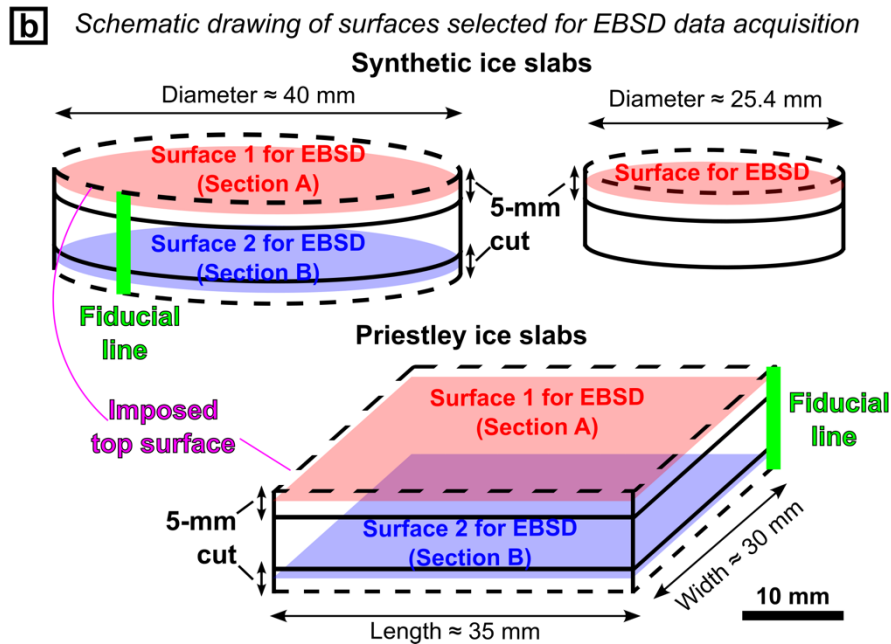 b Schematic drawing of surfaces selected for EBSD data acquisition
Synthetic ice slabs
Diameter ≈ 40 mm
Diameter ≈ 25.4 mm
Surface 1 for EBSD
(Section A)
Surface for EBSD
5-mm
cut
Surface 2 for EBSD
(Section B)
Fiducial
line
Priestley ice slabs
Imposed
top surface
Surface 1 for EBSD
(Section A)
Fiducial
line
5-mm
cut
Surface 2 for EBSD
(Section B)
Width ≈ 30 mm
Length ≈ 35 mm
10 mm